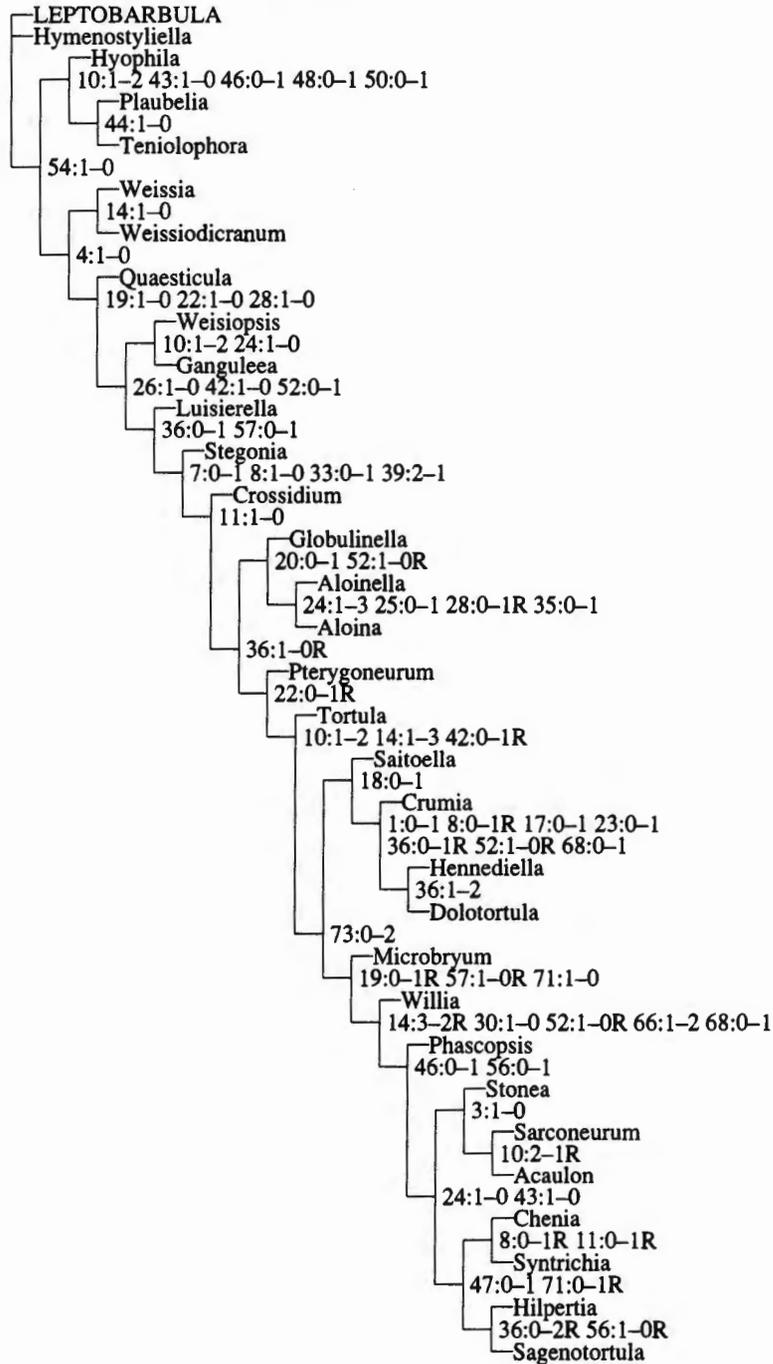 LEPTOBARBULA
Hymenostyliella
Hyophila
10:1–2 43:1–0 46:0–1 48:0–1 50:0–1
Plaubelia
44:1–0
Teniolophora
54:1–0
Weissia
14:1–0
Weissiodicranum
4:1–0
Quaesticula
19:1–0 22:1–0 28:1–0
Weisiopsis
10:1–2 24:1–0
Ganguleea
26:1–0 42:1–0 52:0–1
Luisierella
36:0–1 57:0–1
Stegonia
7:0–1 8:1–0 33:0–1 39:2–1
Crossidium
11:1–0
Globulinella
20:0–1 52:1–0R
Aloinella
24:1–3 25:0–1 28:0–1R 35:0–1
Aloina
36:1–0R
Pterygoneurum
22:0–1R
Tortula
10:1–2 14:1–3 42:0–1R
Saitoella
18:0–1
Crumia
1:0–1 8:0–1R 17:0–1 23:0–1
36:0–1R 52:1–0R 68:0–1
Hennediella
36:1–2
Dolotortula
73:0–2
Microbryum
19:0–1R 57:1–0R 71:1–0
Willia
14:3–2R 30:1–0 52:1–0R 66:1–2 68:0–1
Phascopsis
46:0–1 56:0–1
Stonea
3:1–0
Sarconeurum
10:2–1R
Acaulon
24:1–0 43:1–0
Chenia
8:0–1R 11:0–1R
Syntrichia
47:0–1 71:0–1R
Hilpertia
36:0–2R 56:1–0R
Sagenotortula